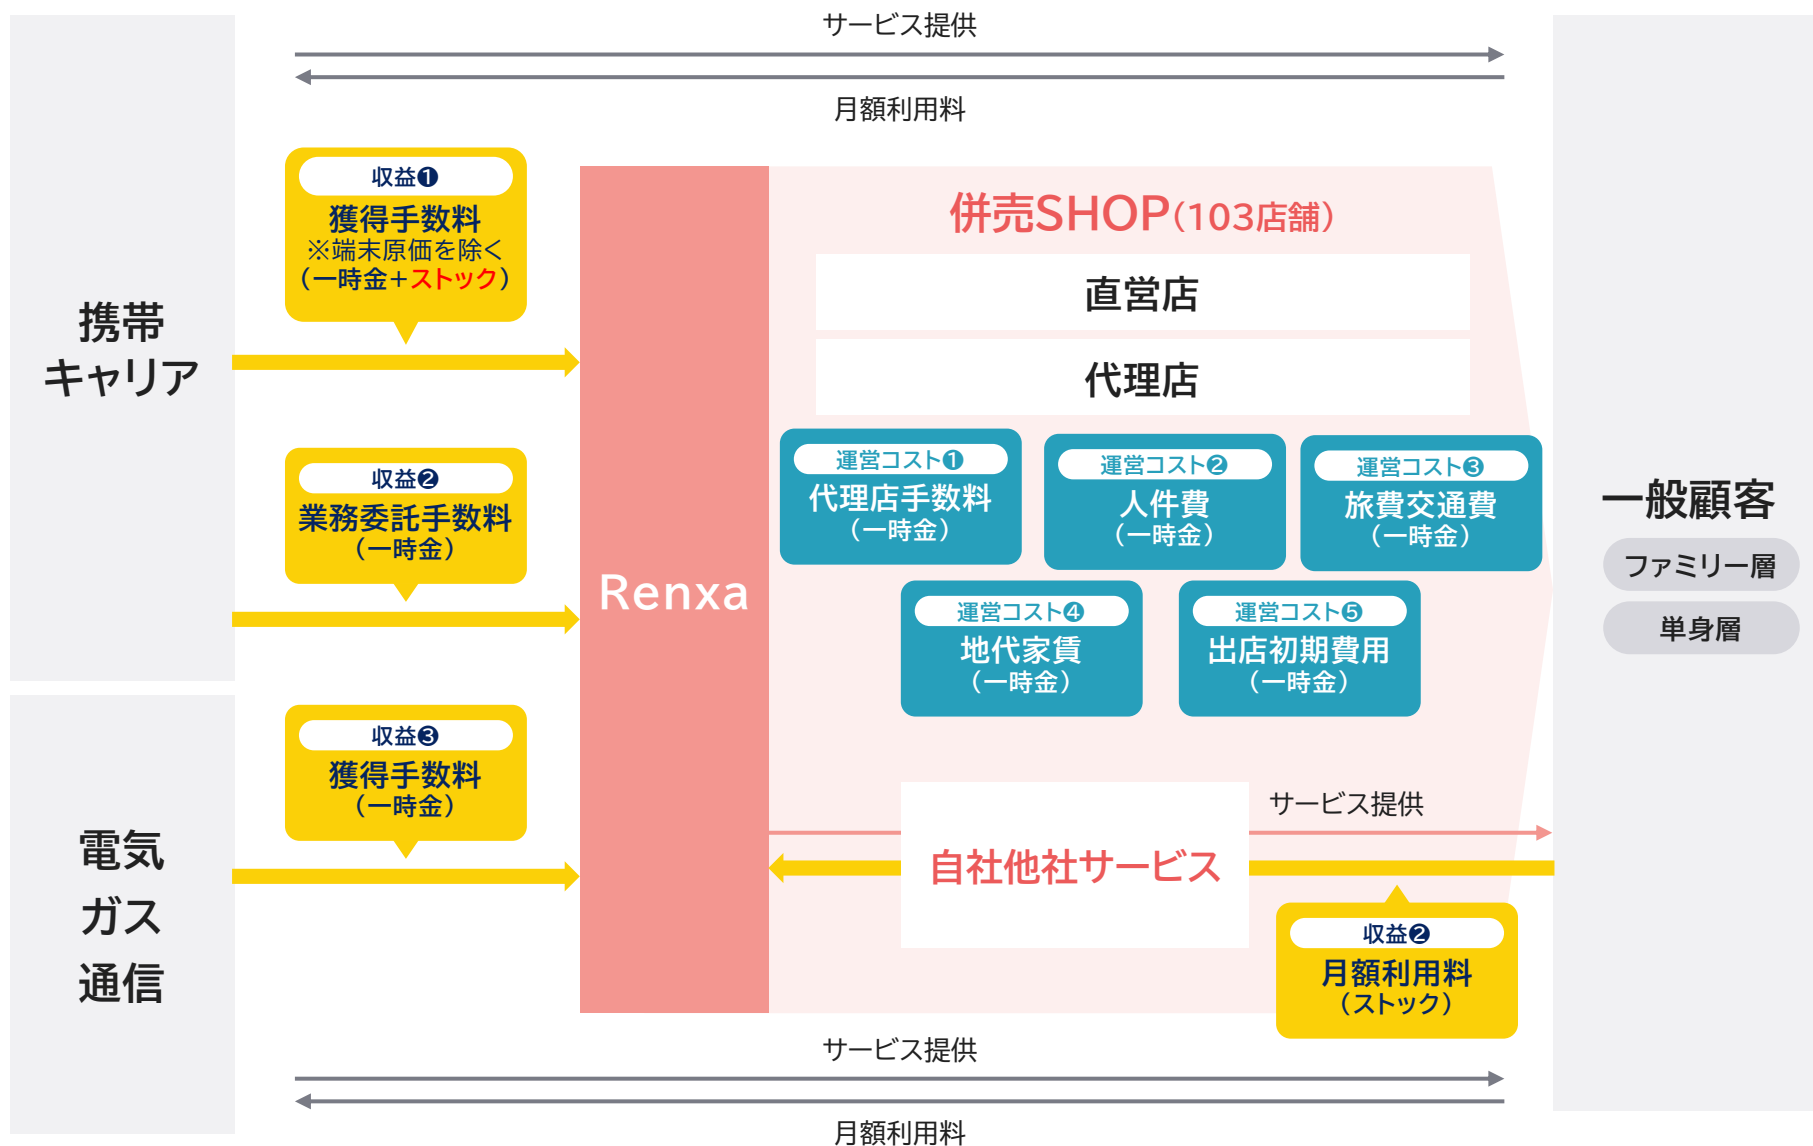 サービス提供
月額利用料
携帯
キャリア
収益❶
獲得手数料
※端末原価を除く
(一時金+ストック)
収益❷
業務委託手数料
(一時金)
電気
ガス
通信
収益❸
獲得手数料
(一時金)
Renxa
併売SHOP(103店舗)
直営店
代理店
運営コスト❶
代理店手数料
(一時金)
運営コスト❷
人件費
(一時金)
運営コスト❸
旅費交通費
(一時金)
運営コスト❹
地代家賃
(一時金)
運営コスト❺
出店初期費用
(一時金)
自社他社サービス
サービス提供
収益❷
月額利用料
(ストック)
一般顧客
ファミリー層
単身層
サービス提供
月額利用料